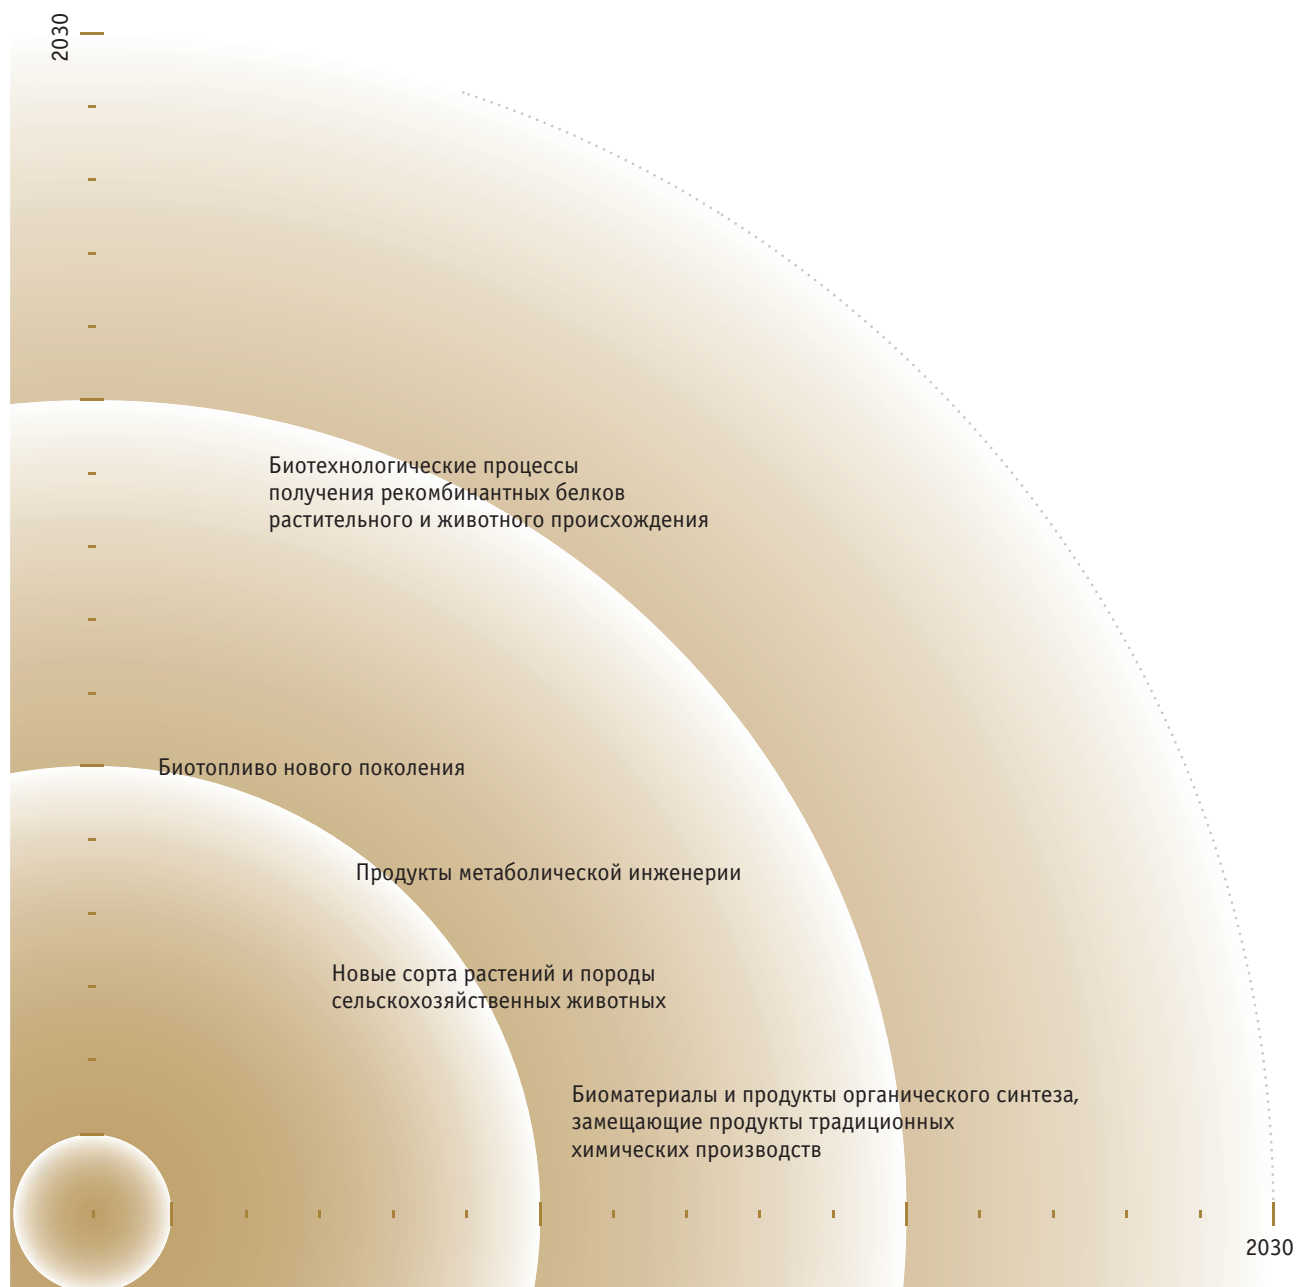 2030
Биотехнологические процессы
получения рекомбинантных белков
растительного и животного происхождения
Биотопливо нового поколения
Продукты метаболической инженерии
Новые сорта растений и породы
сельскохозяйственных животных
Биоматериалы и продукты органического синтеза,
замещающие продукты традиционных
химических производств
2030